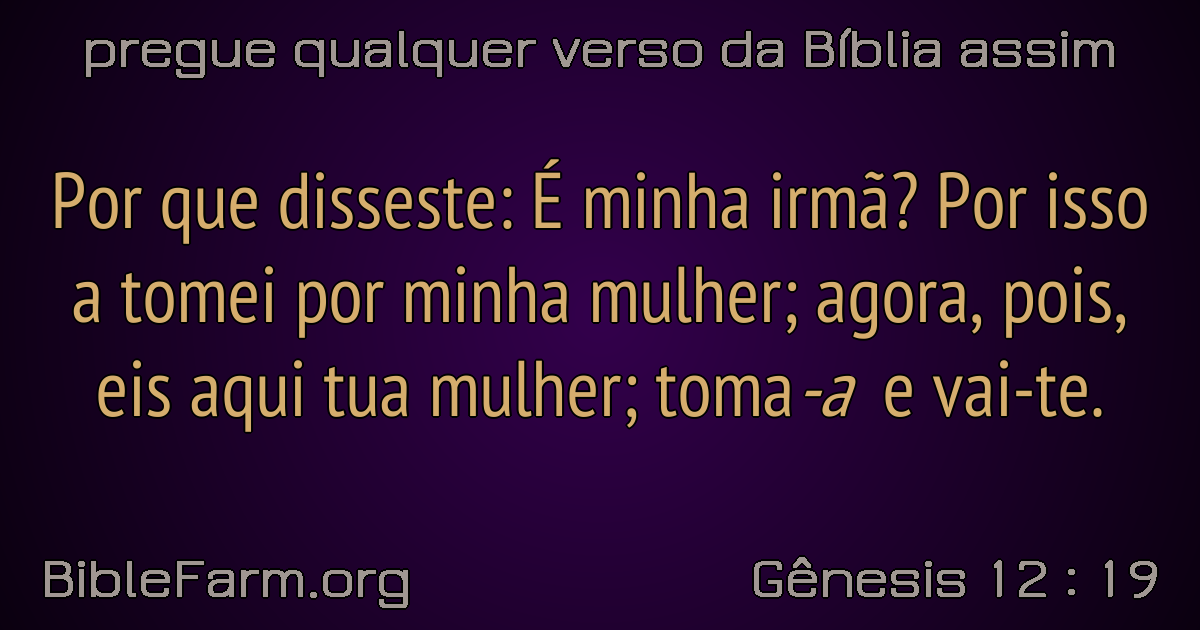 pregue qualquer verso da Bíblia assim
Por que disseste: É minha irmã? Por isso
a tomei por minha mulher; agora, pois,
eis aqui tua mulher; toma-a e vai-te.
BibleFarm.org
Gênesis 12 : 19